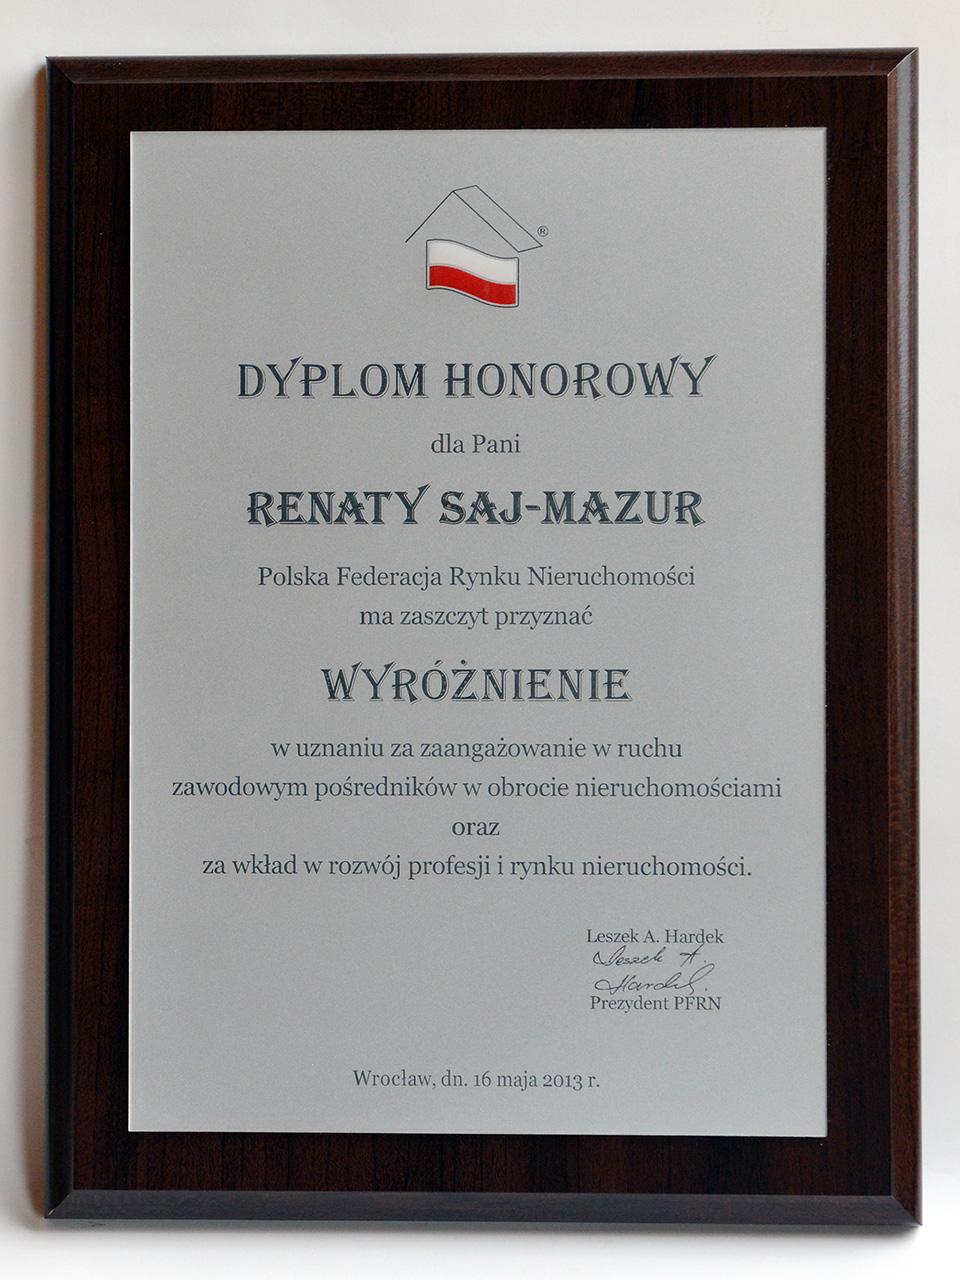 ®
DYPLOM HONOROWY
dla Pani
RENATY SAJ-MAZUR
Polska Federacja Rynku Nieruchomości
ma zaszczyt przyznać
WYRÓŻNIENIE
w uznaniu za zaangażowanie w ruchu
zawodowym pośredników w obrocie nieruchomościami
oraz
za wkład w rozwój profesji i rynku nieruchomości.
Leszek A. Hardek
Leszek A.
Hardek
Prezydent PFRN
Wrocław, dn. 16 maja 2013 r.